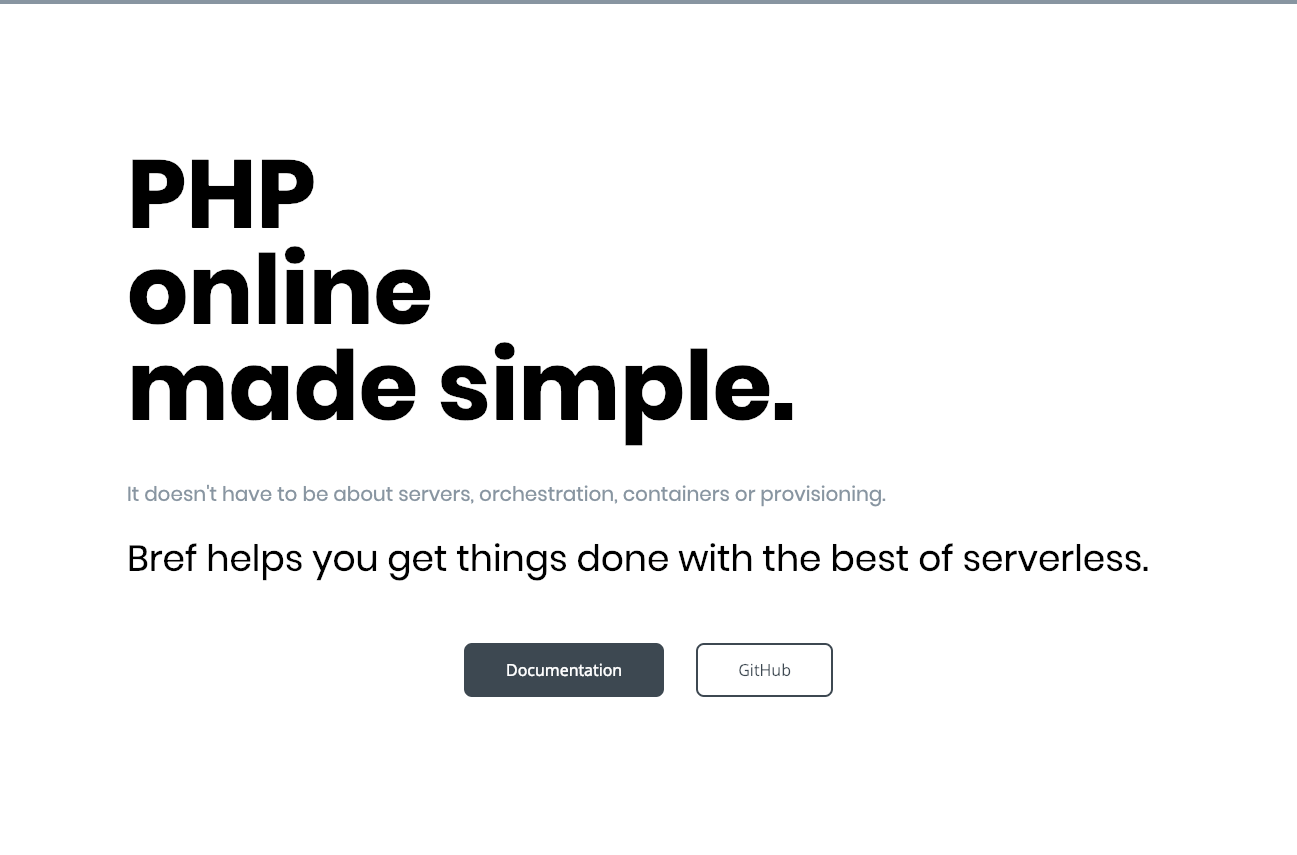 PHP
online
made simple.
It doesn't have to be about servers, orchestration, containers or provisioning.
Bref helps you get things done with the best of serverless.
Documentation
GitHub